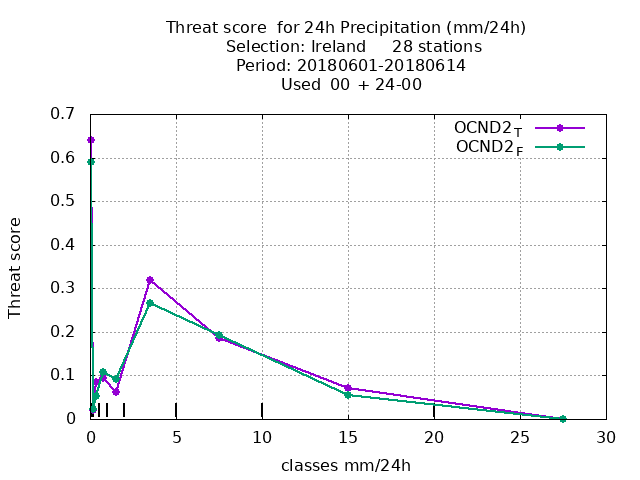 Threat score  for 24h Precipitation (mm/24h)
Selection: Ireland     28 stations
Period: 20180601-20180614
Used  00 + 24-00
OCND2_T
OCND2_F
0.7
0.6
0.5
0.4
0.3
0.2
0.1
0
Threat score
0 5 10 15 20 25 30
classes mm/24h